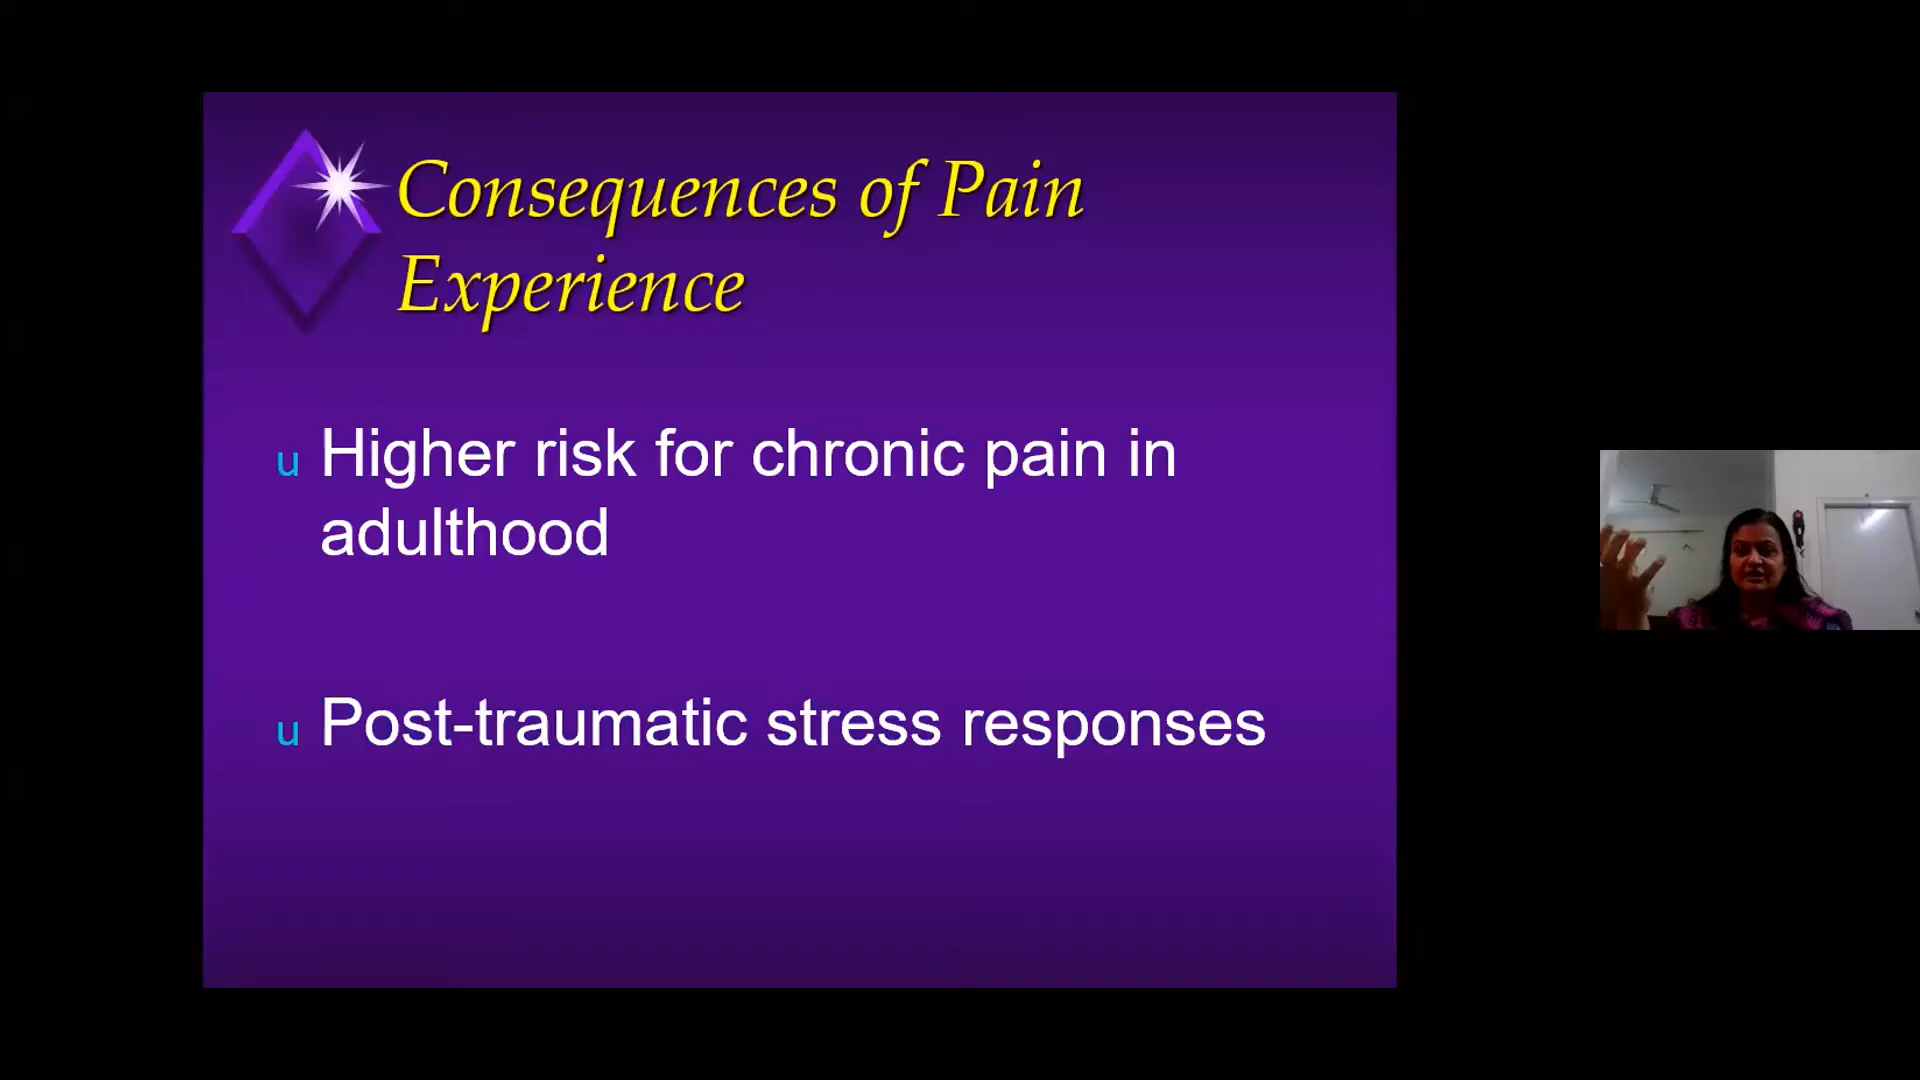 Consequences of Pain
Experience
u Higher risk for chronic pain in
adulthood
u Post-traumatic stress responses